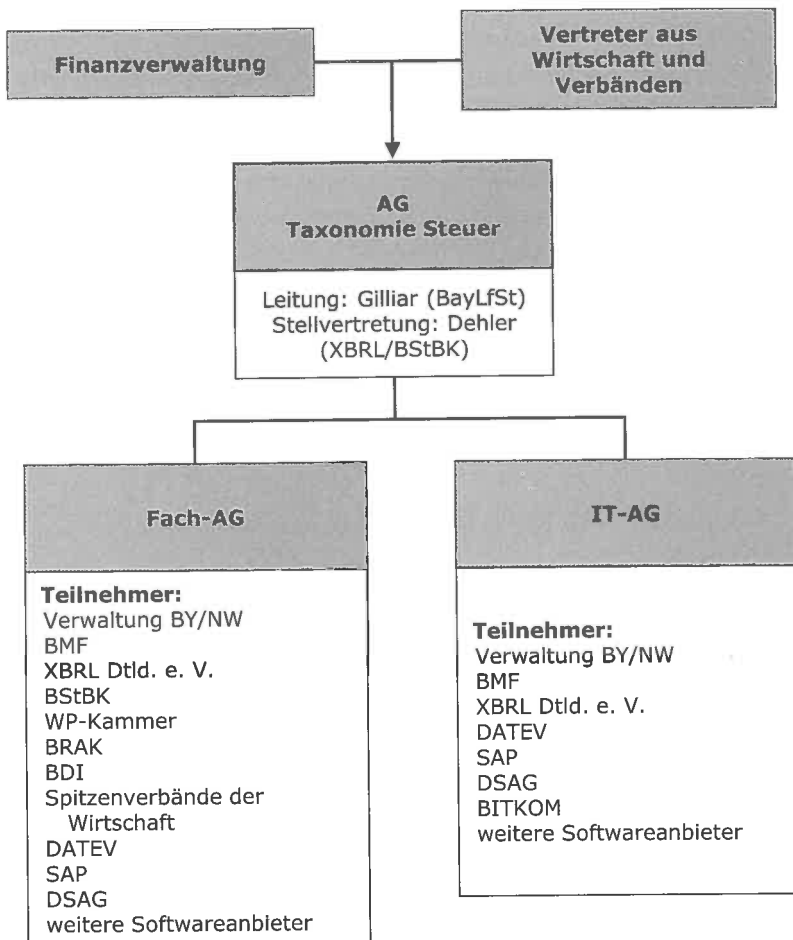 Finanzverwaltung
Vertreter aus
Wirtschaft und
Verbänden
AG
Taxonomie Steuer
Leitung: Gilliar (BayLfSt)
Stellvertretung: Dehler
(XBRL/BStBK)
Fach-AG
Teilnehmer:
Verwaltung BY/NW
BMF
XBRL Dtld. e. V.
BStBK
WP-Kammer
BRAK
BDI
Spitzenverbände der
Wirtschaft
DATEV
SAP
DSAG
weitere Softwareanbieter
IT-AG
Teilnehmer:
Verwaltung BY/NW
BMF
XBRL Dtld. e. V.
DATEV
SAP
DSAG
BITKOM
weitere Softwareanbieter